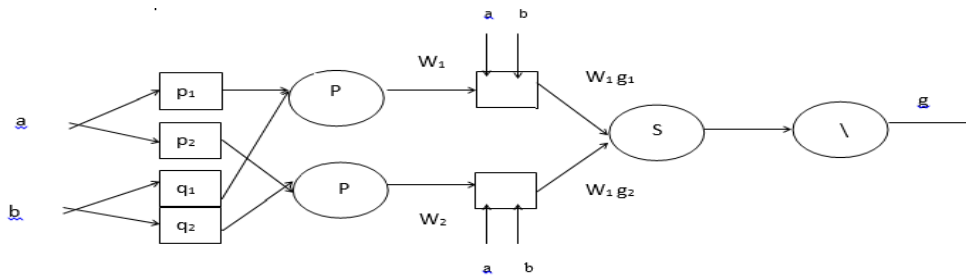 a b
W₁ W₁ g₁
p₁ P
g
a S \
p₂
q₁ P
b W₁ g₂
q₂ W₂
a b